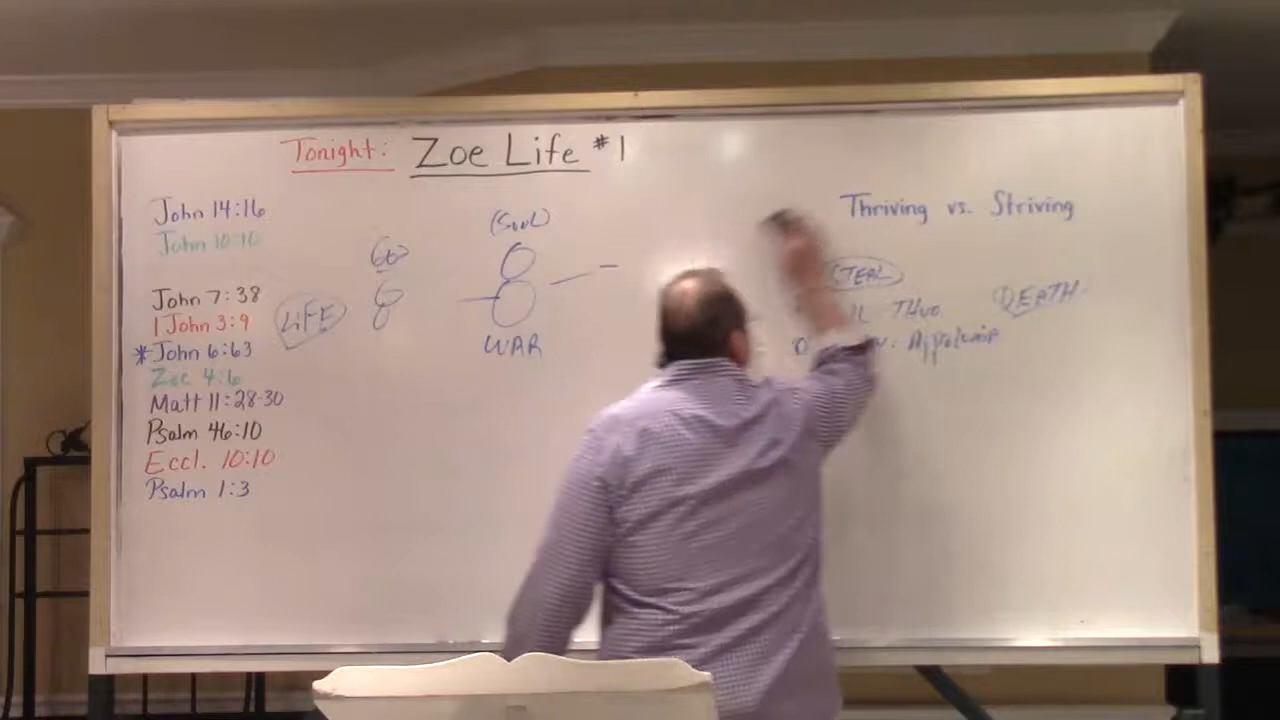 Tonight: Zoe Life #1
John 14:16
John 10:10
John 7:38
1 John 3:9
*John 6:63
Zec 4:6
Matt 11:28-30
Psalm 46:10
Eccl. 10:10
Psalm 1:3
LIFE
(SouL)
WAR
Thriving vs. Striving
THUO
DEATH